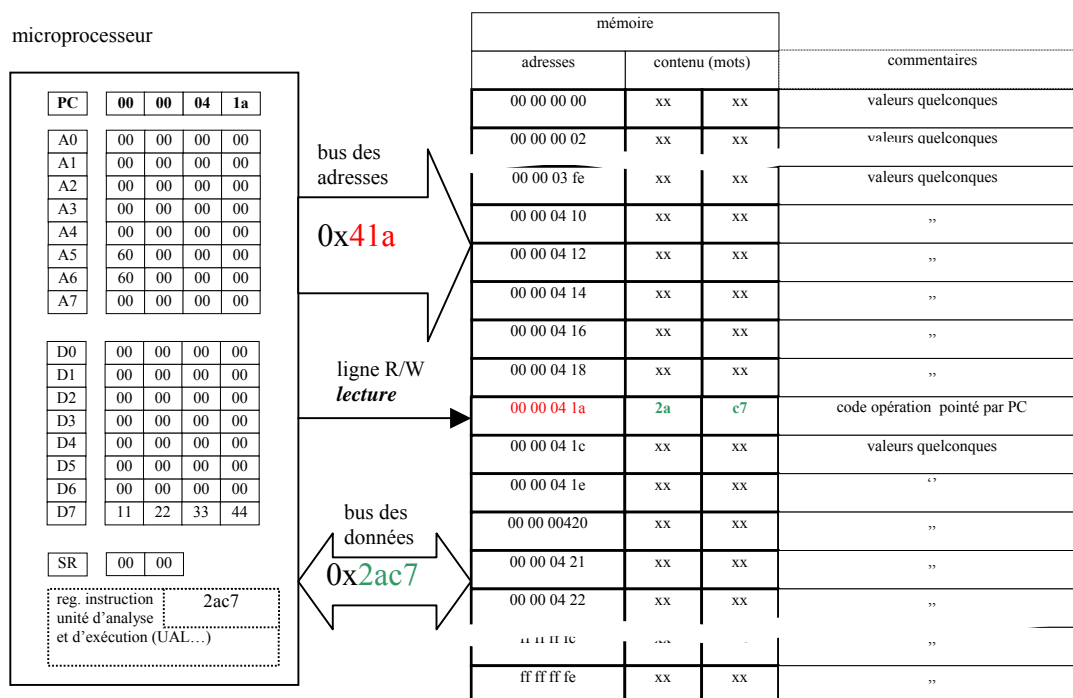 microprocesseur
PC 00 00 04 1a
A0 00 00 00 00
A1 00 00 00 00
A2 00 00 00 00
A3 00 00 00 00
A4 00 00 00 00
A5 60 00 00 00
A6 60 00 00 00
A7 00 00 00 00
D0 00 00 00 00
D1 00 00 00 00
D2 00 00 00 00
D3 00 00 00 00
D4 00 00 00 00
D5 00 00 00 00
D6 00 00 00 00
D7 11 22 33 44
SR 00 00
reg. instruction 2ac7
unité d’analyse
et d’exécution (UAL…)
bus des
adresses
0x41a
ligne R/W
lecture
bus des
données
0x2ac7
mémoire
adresses contenu (mots) commentaires
00 00 00 00 xx xx valeurs quelconques
00 00 00 02 xx xx valeurs quelconques
00 00 03 fe xx xx valeurs quelconques
00 00 04 10 xx xx ,,
00 00 04 12 xx xx ,,
00 00 04 14 xx xx ,,
00 00 04 16 xx xx ,,
00 00 04 18 xx xx ,,
00 00 04 1a 2a c7 code opération pointé par PC
00 00 04 1c xx xx valeurs quelconques
00 00 04 1e xx xx ‘’
00 00 00420 xx xx ,,
00 00 04 21 xx xx ,,
00 00 04 22 xx xx ,,
,,
ff ff ff fe xx xx ,,